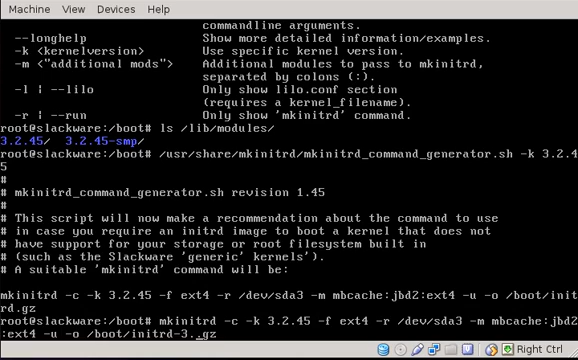 Machine View Devices Help
commandline arguments.
--longhelp Show more detailed information/examples.
-k <kernelversion> Use specific kernel version.
-m <"additional mods"> Additional modules to pass to mkinitrd,
separated by colons (:).
-l | --lilo Only show lilo.conf section
(requires a kernel_filename).
-r | --run Only show 'mkinitrd' command.
root@slackware:/boot# ls /lib/modules/
3.2.45/ 3.2.45-smp/
root@slackware:/boot# /usr/share/mkinitrd/mkinitrd_command_generator.sh -k 3.2.4
5
#
# mkinitrd_command_generator.sh revision 1.45
#
# This script will now make a recommendation about the command to use
# in case you require an initrd image to boot a kernel that does not
# have support for your storage or root filesystem built in
# (such as the Slackware 'generic' kernels').
# A suitable 'mkinitrd' command will be:
mkinitrd -c -k 3.2.45 -f ext4 -r /dev/sda3 -m mbcache:jbd2:ext4 -u -o /boot/init
rd.gz
root@slackware:/boot# mkinitrd -c -k 3.2.45 -f ext4 -r /dev/sda3 -m mbcache:jbd2
:ext4 -u -o /boot/initrd-3..gz
Right Ctrl